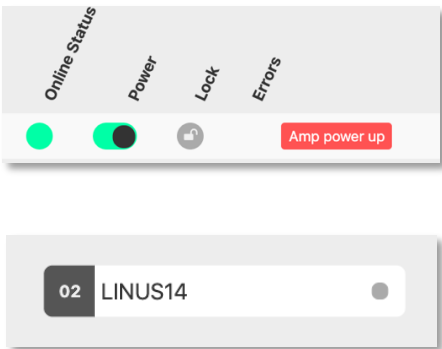 Online Status
Power
Lock
Errors
Amp power up
02 LINUS14